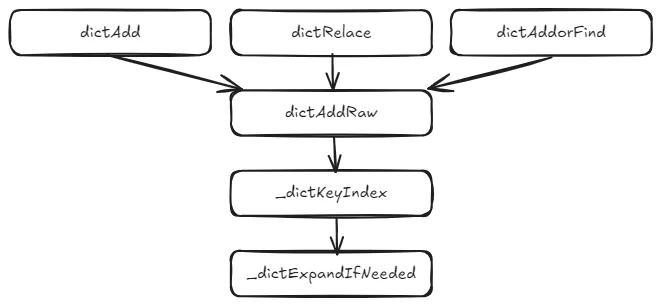 dictAdd
dictRelace
dictAddorFind
dictAddRaw
_dictKeyIndex
_dictExpandIfNeeded